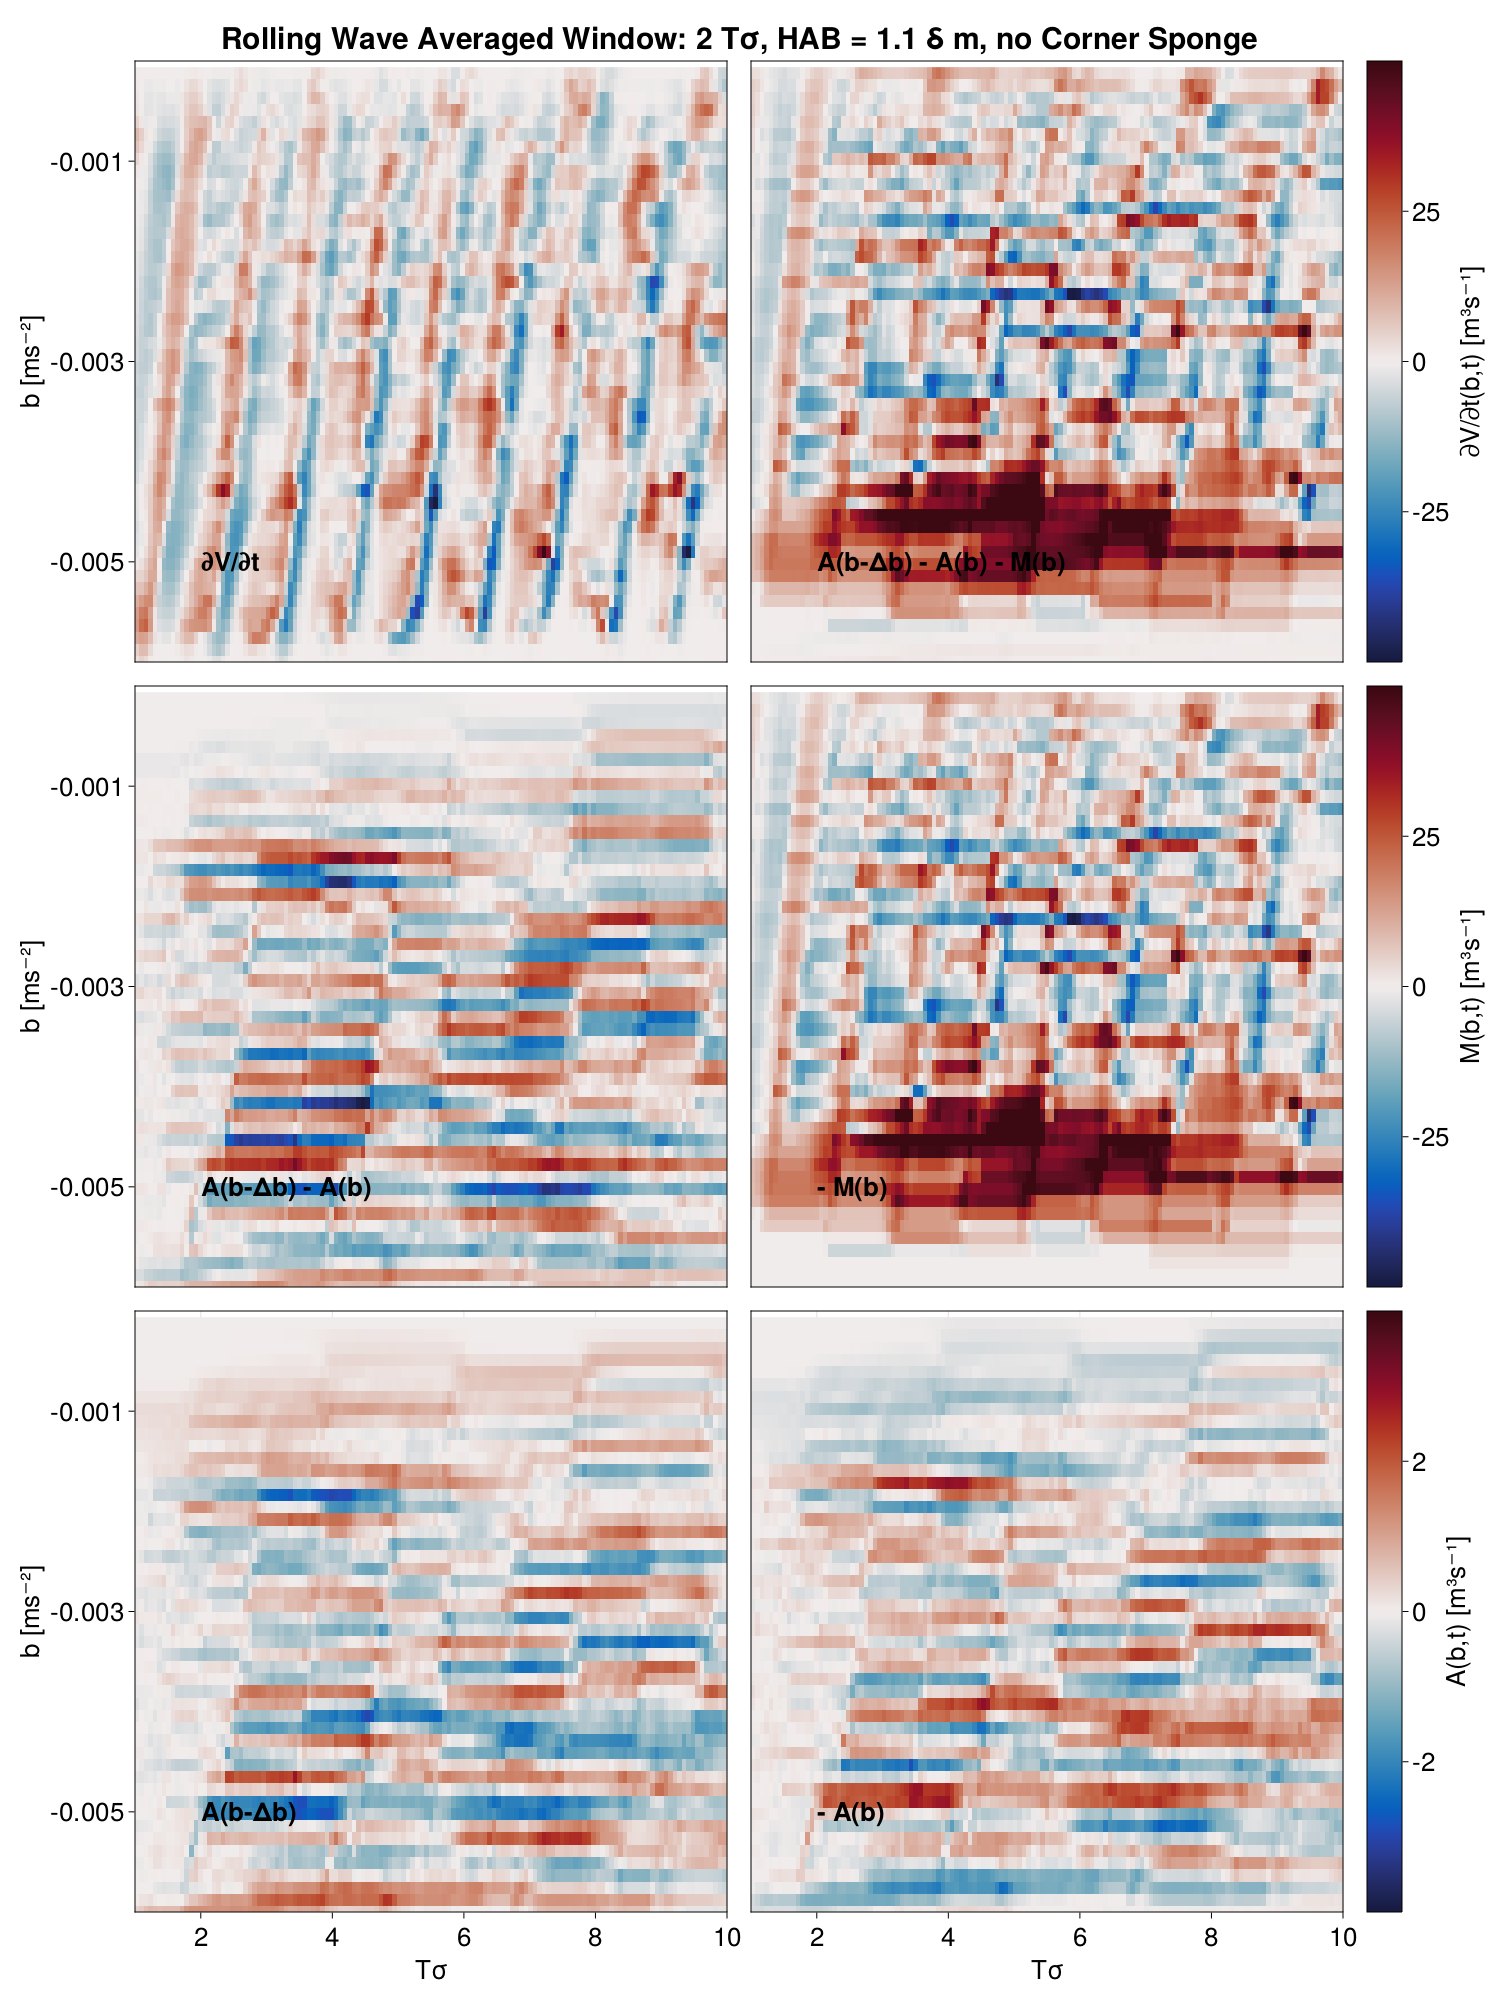 Rolling Wave Averaged Window: 2 Tσ, HAB = 1.1 δ m, no Corner Sponge
-0.001
-0.003
-0.005
b [ms⁻²]
∂V/∂t
A(b-Δb) - A(b) - M(b)
25
0
-25
∂V/∂t(b,t) [m³s⁻¹]
-0.001
-0.003
-0.005
b [ms⁻²]
A(b-Δb) - A(b)
- M(b)
25
0
-25
M(b,t) [m³s⁻¹]
-0.001
-0.003
-0.005
b [ms⁻²]
A(b-Δb)
- A(b)
2
0
-2
A(b,t) [m³s⁻¹]
2 4 6 8 10
2 4 6 8 10
Tσ
Tσ